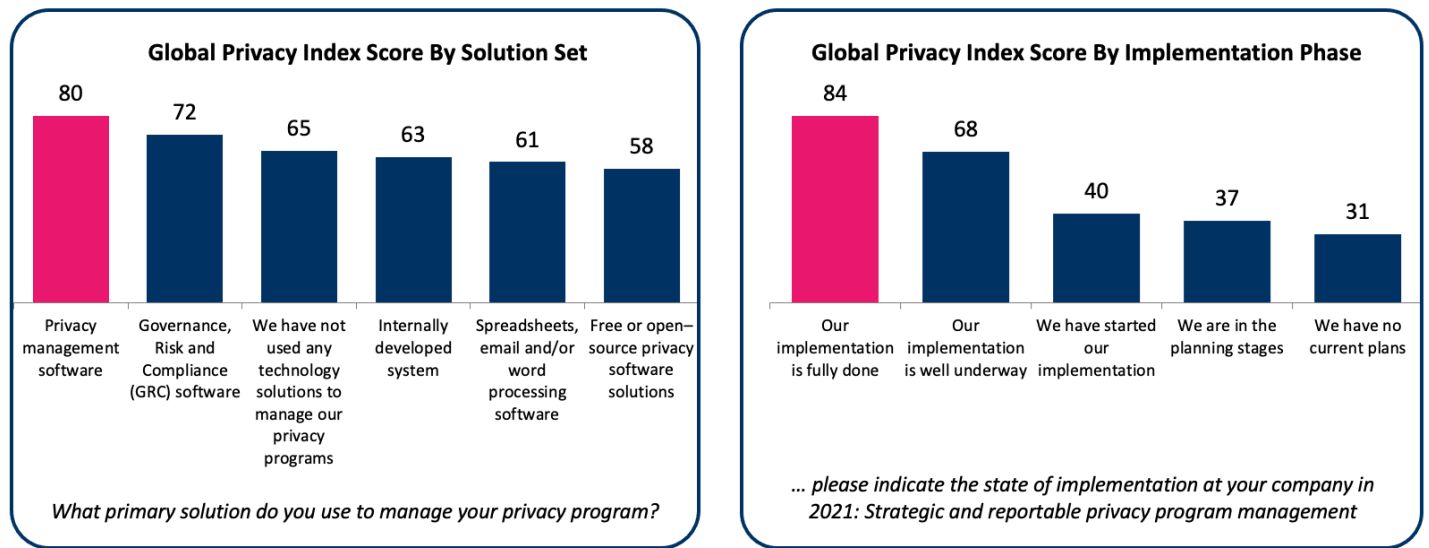 Global Privacy Index Score By Solution Set
80
72
65
63
61
58
Privacy
management
software
Governance,
Risk and
Compliance
(GRC) software
We have not
used any
technology
solutions to
manage our
privacy
programs
Internally
developed
system
Spreadsheets,
email and/or
word
processing
software
Free or open–
source privacy
software
solutions
What primary solution do you use to manage your privacy program?
Global Privacy Index Score By Implementation Phase
84
68
40
37
31
Our
implementation
is fully done
Our
implementation
is well underway
We have started
our
implementation
We are in the
planning stages
We have no
current plans
... please indicate the state of implementation at your company in
2021: Strategic and reportable privacy program management